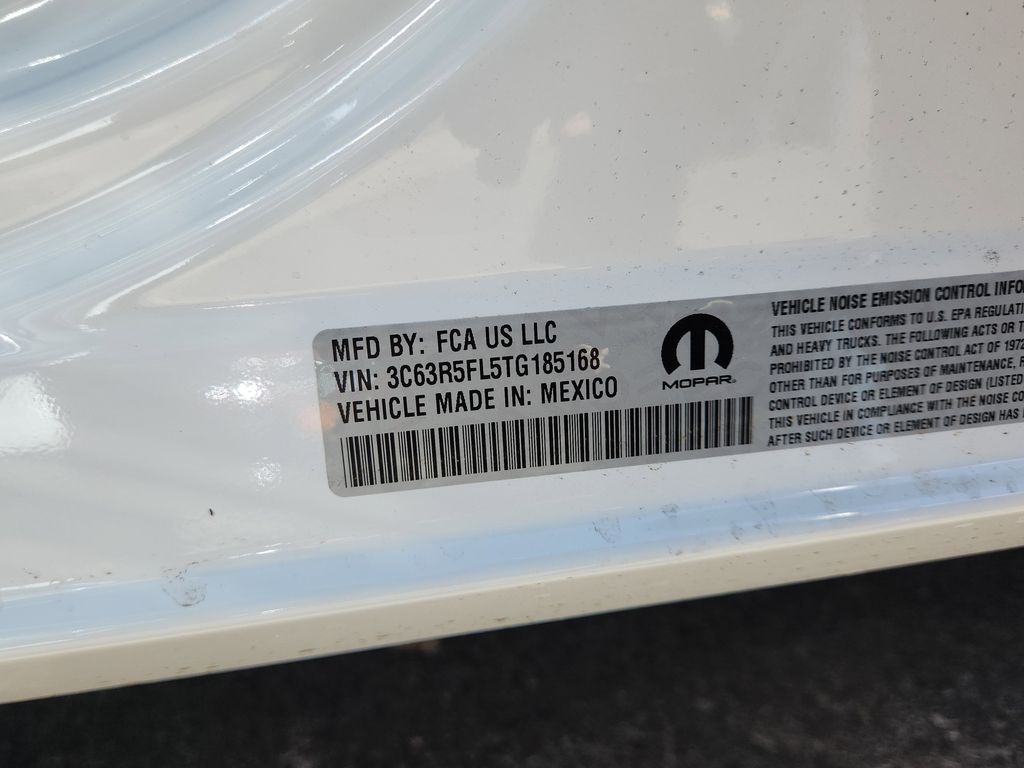 MFD BY: FCA US LLC
VIN: 3C63R5FL5TG185168
VEHICLE MADE IN: MEXICO
MOPAR
VEHICLE NOISE EMISSION CONTROL
THIS VEHICLE CONFORMS TO U.S. EPA
AND HEAVY TRUCKS. THE FOLLOWING ACTS OR
PROHIBITED BY THE NOISE CONTROL ACT OF 1972
OTHER THAN FOR PURPOSES OF MAINTENANCE,
CONTROL DEVICE OR ELEMENT OF DESIGN (LISTED
THIS VEHICLE IN COMPLIANCE WITH THE NOISE
AFTER SUCH DEVICE OR ELEMENT OF DESIGN HAS